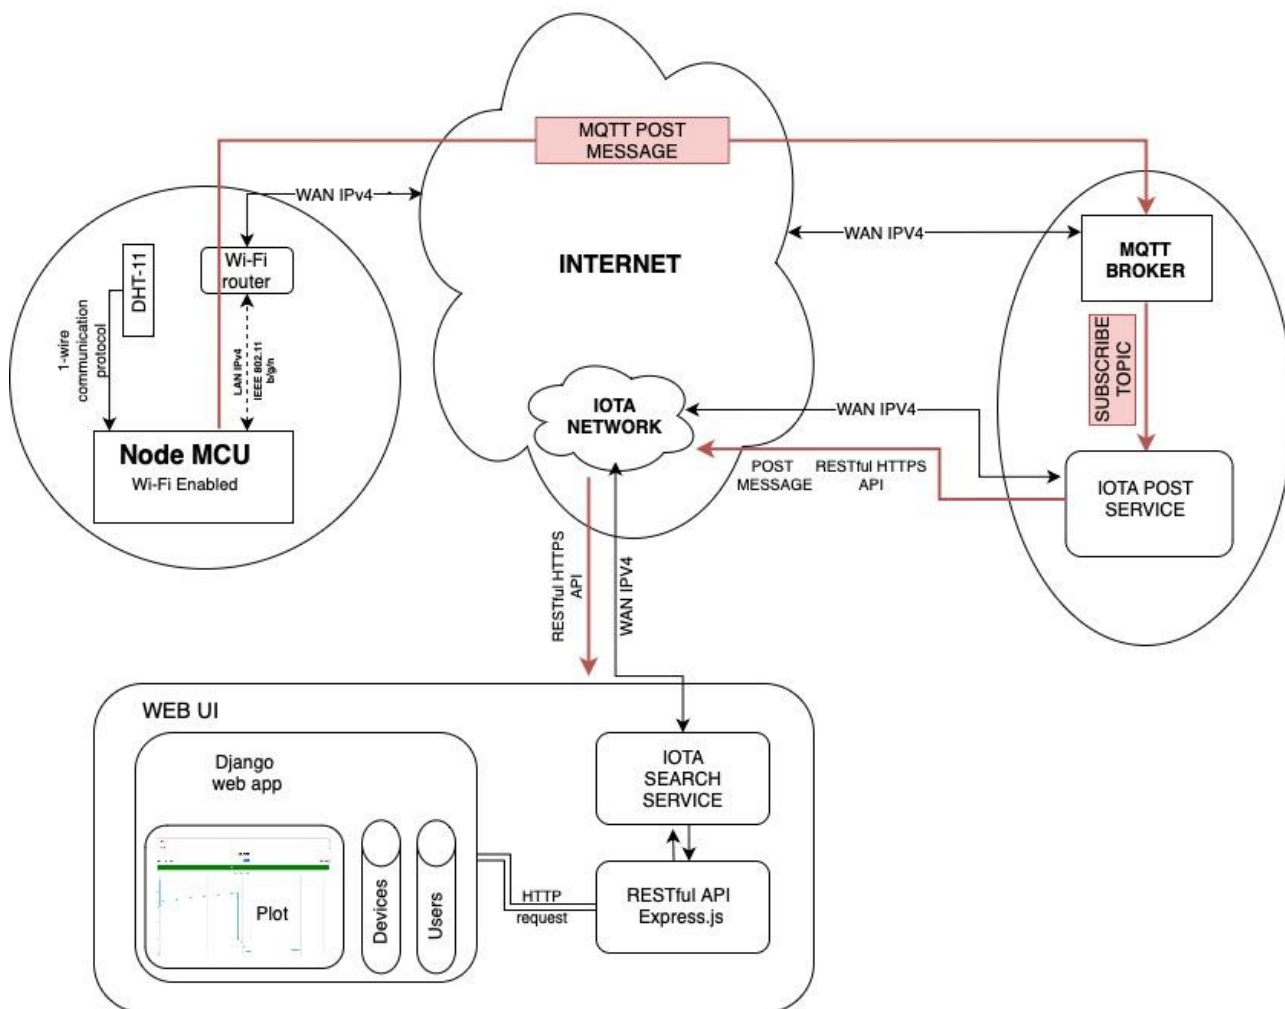 MQTT POST
MESSAGE
WAN IPv4
WAN IPV4
INTERNET
MQTT
BROKER
Wi-Fi
router
DHT-11
1-wire
communication
protocol
LAN IPv4
IEEE 802.11
b/g/n
SUBSCRIBE
TOPIC
IOTA
NETWORK
WAN IPV4
Node MCU
Wi-Fi Enabled
POST
MESSAGE
RESTful HTTPS
API
IOTA POST
SERVICE
RESTful HTTPS
API
WAN IPV4
WEB UI
Django
web app
IOTA
SEARCH
SERVICE
Plot
Devices
Users
HTTP
request
RESTful API
Express.js